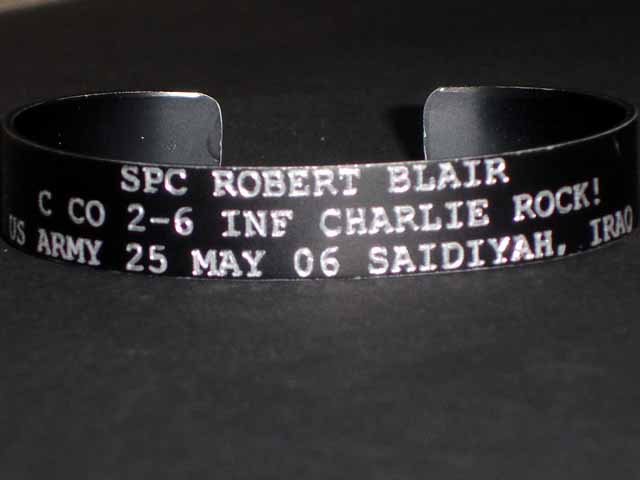 SPC ROBERT BLAIR
C CO 2-6 INF CHARLIE ROCK!
US ARMY 25 MAY 06 SAIDIYAH, IRAQ